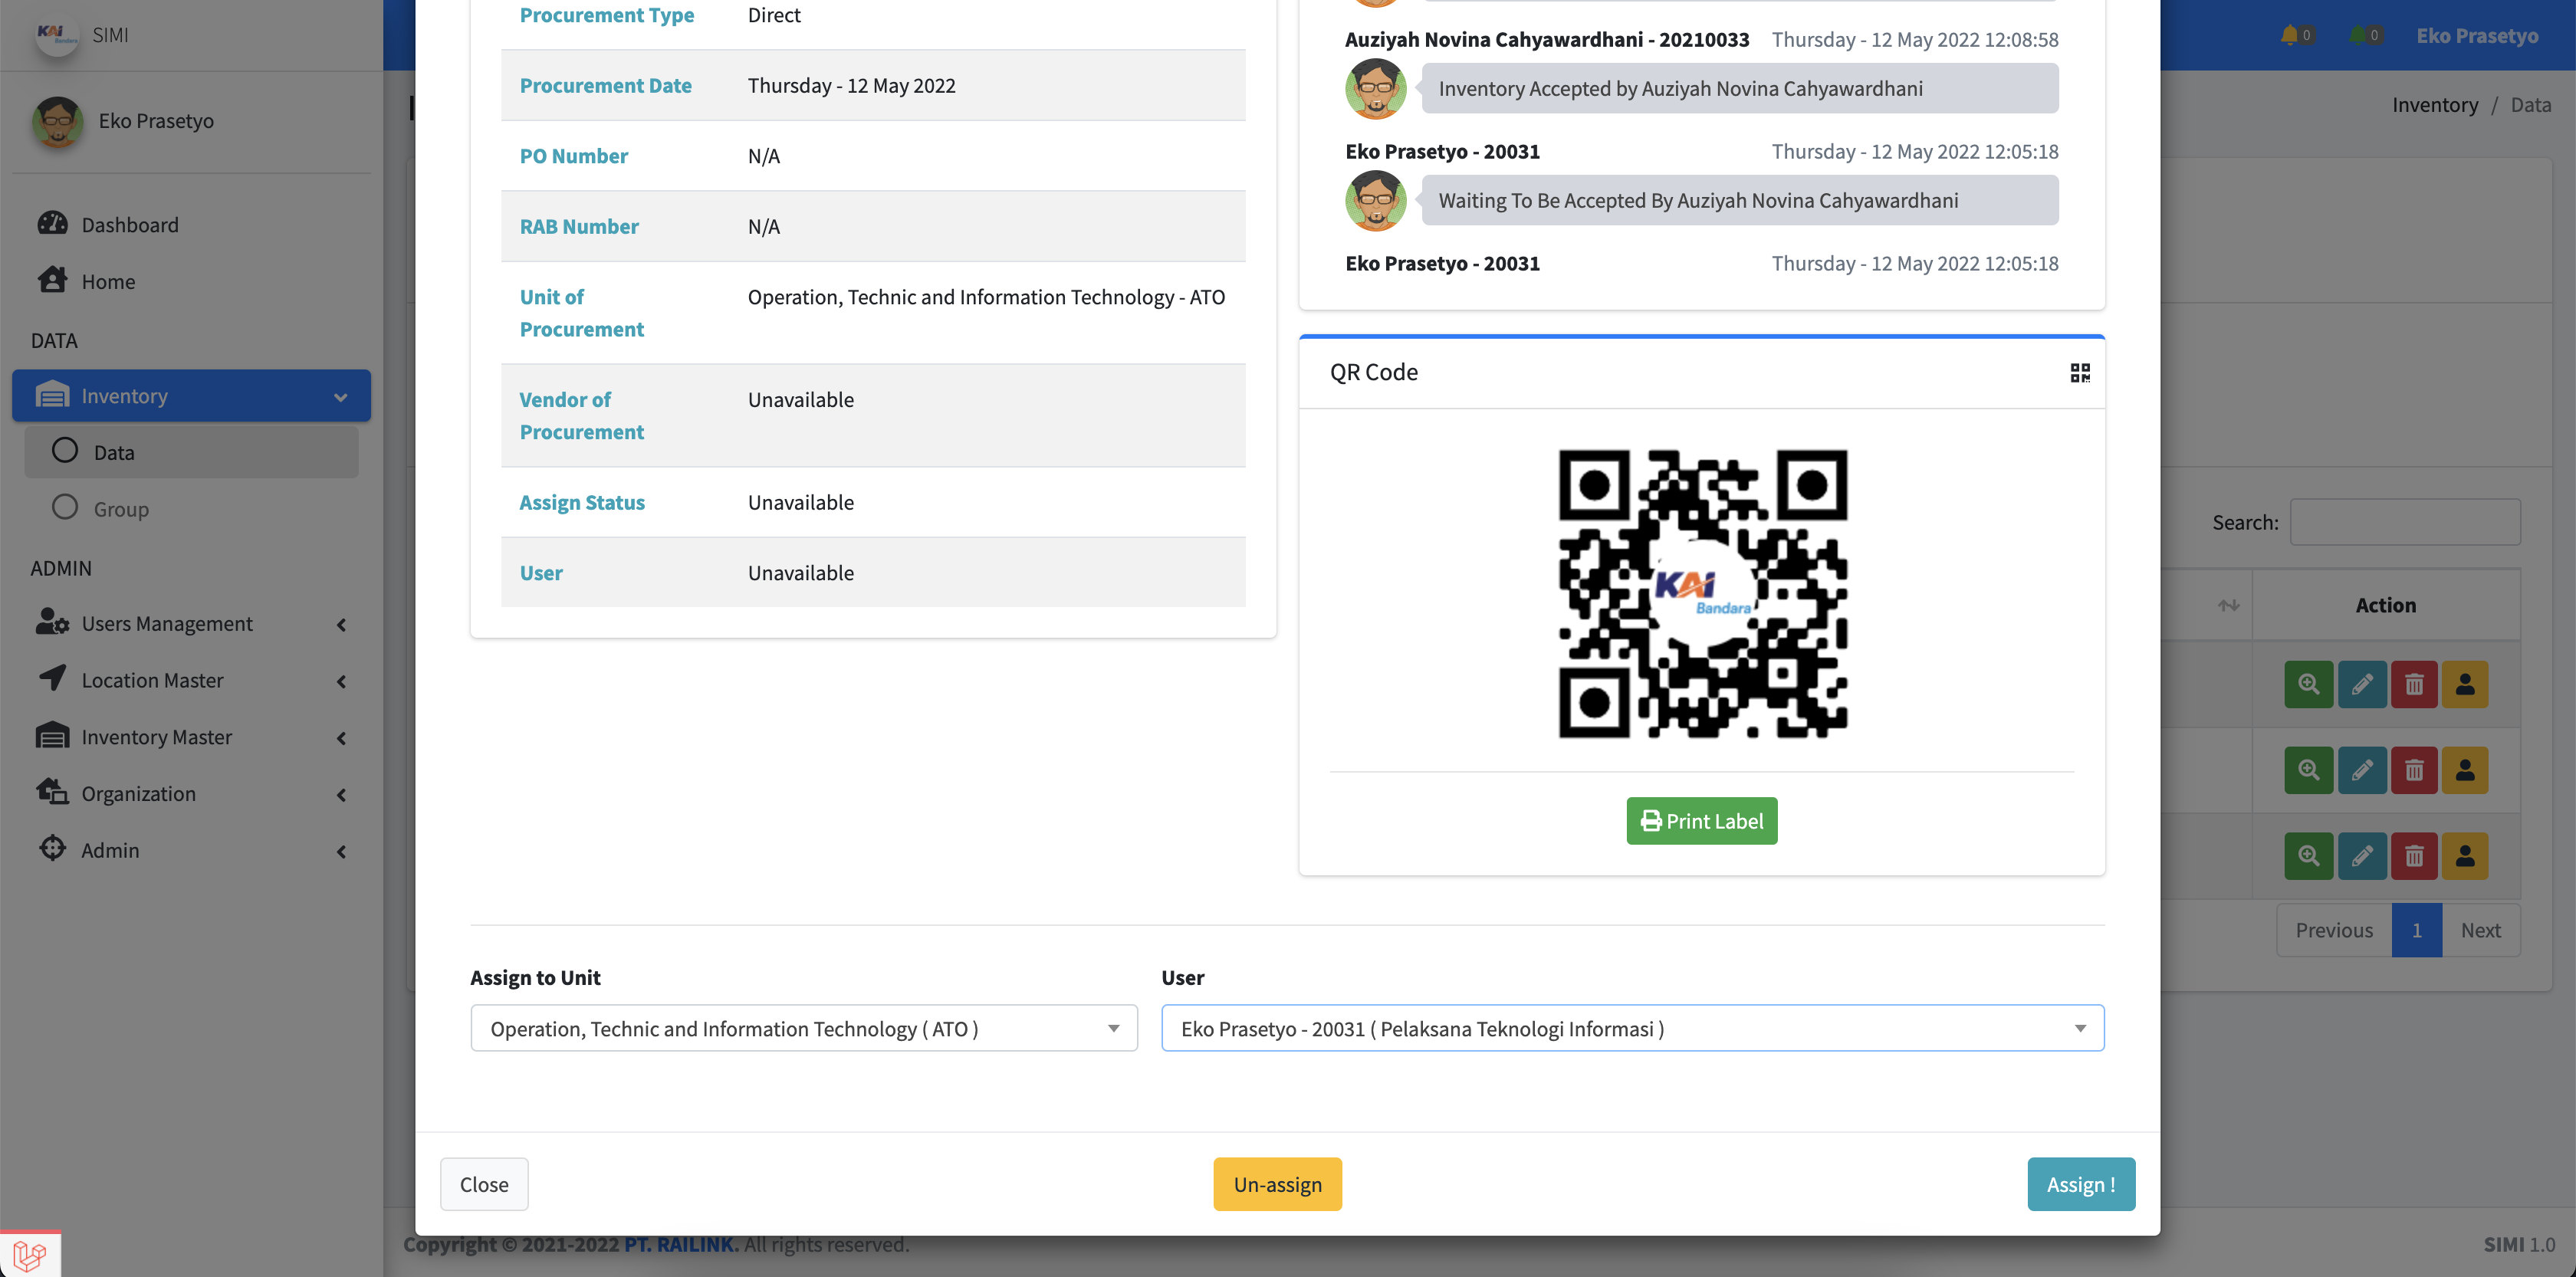 SIMI
Eko Prasetyo
Dashboard
Home
DATA
Inventory
Data
Group
ADMIN
Users Management
Location Master
Inventory Master
Organization
Admin
Procurement Type Direct
Procurement Date Thursday - 12 May 2022
PO Number N/A
RAB Number N/A
Unit of Procurement Operation, Technic and Information Technology - ATO
Vendor of Procurement Unavailable
Assign Status Unavailable
User Unavailable
Auziyah Novina Cahyawardhani - 20210033 Thursday - 12 May 2022 12:08:58
Inventory Accepted by Auziyah Novina Cahyawardhani
Eko Prasetyo - 20031 Thursday - 12 May 2022 12:05:18
Waiting To Be Accepted By Auziyah Novina Cahyawardhani
Eko Prasetyo - 20031 Thursday - 12 May 2022 12:05:18
QR Code
KAI
Bandara
Print Label
Assign to Unit
Operation, Technic and Information Technology ( ATO )
User
Eko Prasetyo - 20031 ( Pelaksana Teknologi Informasi )
Close
Un-assign
Assign !
0
0
Eko Prasetyo
Inventory / Data
Search:
Action
Previous 1 Next
Copyright © 2021-2022 PT. RAILINK. All rights reserved.
SIMI 1.0